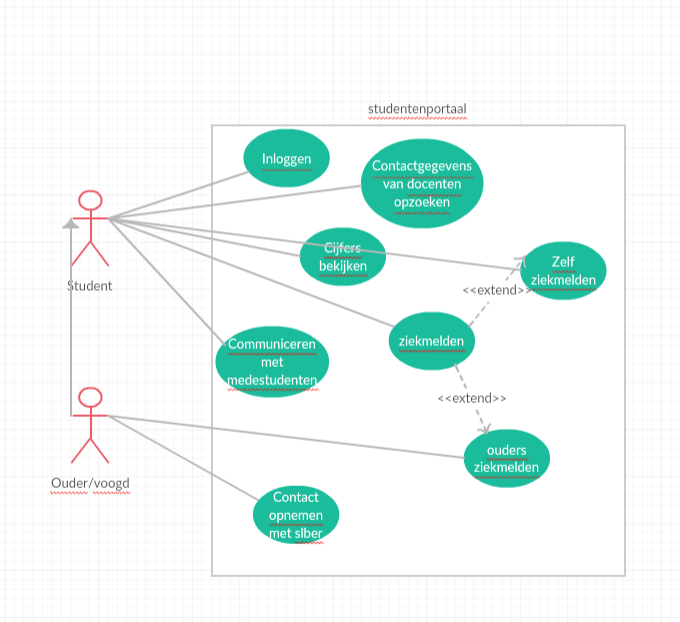 studentenportaal
Inloggen
Contactgegevens
van docenten
opzoeken
Cijfers
bekijken
Zelf
ziekmelden
<<extend>>
Student
Communiceren
met
medestudenten
ziekmelden
<<extend>>
ouders
ziekmelden
Ouder/voogd
Contact
opnemen
met slber